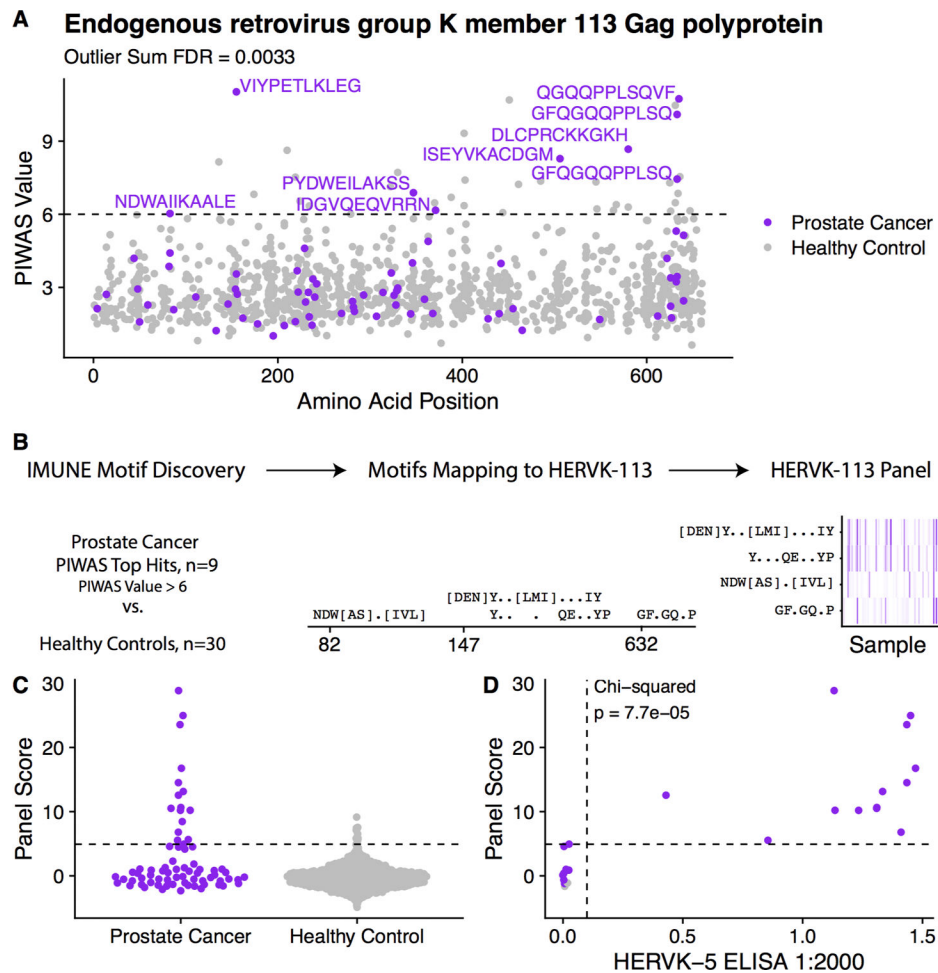 A Endogenous retrovirus group K member 113 Gag polyprotein
Outlier Sum FDR = 0.0033
VIYPETLKLEG
QGQQPPLSQVF
GFQGQQPPLSQ
DLCPRCKKGKH
ISEYVKACDGM
GFQGQQPPLSQ
PYDWEILAKSS
IDGVQEQVRRN
NDWAIIKAALE
9
6
3
PIWAS Value
0 200 400 600
Amino Acid Position
Prostate Cancer
Healthy Control
B
IMUNE Motif Discovery Motifs Mapping to HERVK-113 HERVK-113 Panel
Prostate Cancer
PIWAS Top Hits, n=9
PIWAS Value > 6
vs.
Healthy Controls, n=30
[DEN]Y..[LMI]...IY
NDW[AS].[IVL] Y.. . QE..YP GF.GQ.P
82 147 632
[DEN]Y..[LMI]...IY
Y...QE..YP
NDW[AS].[IVL]
GF.GQ.P
Sample
C
30
20
10
0
Panel Score
Prostate Cancer Healthy Control
D
30
20
10
0
Panel Score
Chi-squared
p = 7.7e-05
0.0 0.5 1.0 1.5
HERVK-5 ELISA 1:2000